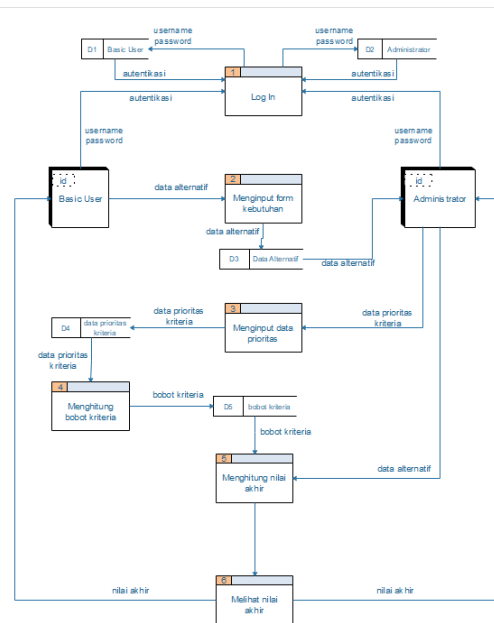 username
password
username
password
D1 Basic User
D2 Administrator
1
autentikasi
autentikasi
Log In
autentikasi
autentikasi
username
password
username
password
id
Basic User
2
data alternatif
Menginput form
kebutuhan
id
Administrator
data alternatif
data alternatif
D3 Data Alternatif
data alternatif
3
data prioritas
kriteria
Menginput data
prioritas
data prioritas
kriteria
D4 data prioritas
kriteria
data prioritas
kriteria
4
Menghitung
bobot kriteria
bobot kriteria
D5 bobot kriteria
bobot kriteria
5
Menghitung nilai
akhir
data alternatif
6
nilai akhir
Melihat nilai
akhir
nilai akhir